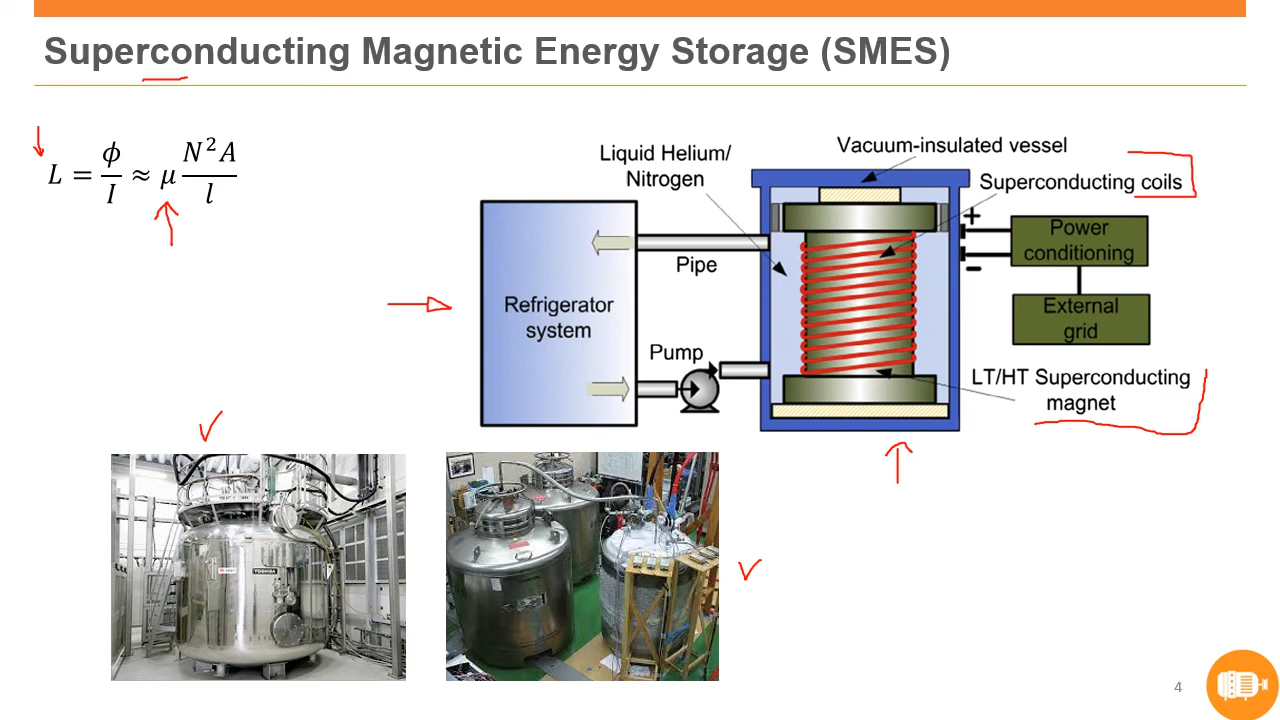 Superconducting Magnetic Energy Storage (SMES)
L = ϕ/I ≈ μ N²A/l
Vacuum-insulated vessel
Liquid Helium/
Nitrogen
Superconducting coils
+
Power
conditioning
−
Pipe
Refrigerator
system
External
grid
Pump
LT/HT Superconducting
magnet
TOSHIBA
4